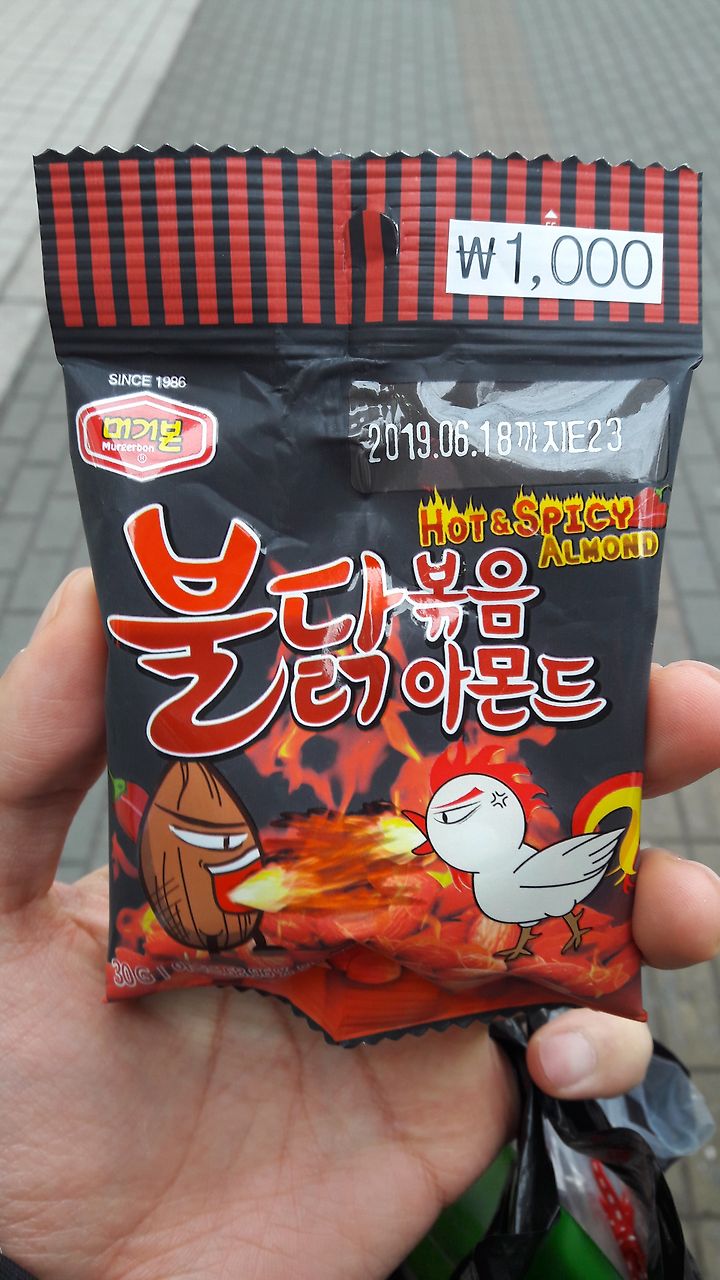 ₩1,000
SINCE 1986
머거본
Murgerbon
®
2019.06.18까지E23
HOT & SPICY
ALMOND
불닭볶음
아몬드
30G